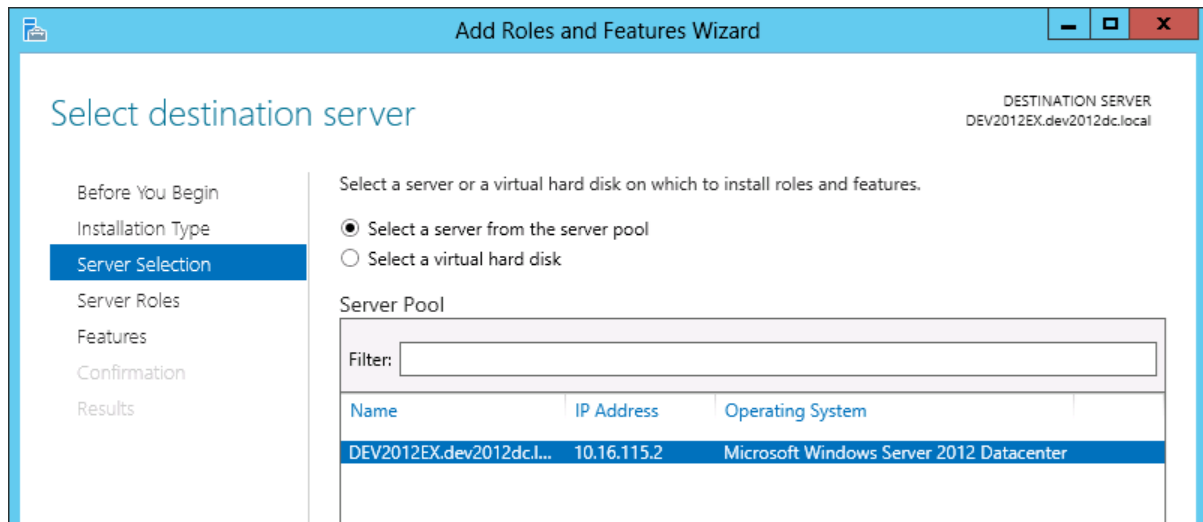 Add Roles and Features Wizard
Select destination server
DESTINATION SERVER
DEV2012EX.dev2012dc.local
Before You Begin
Installation Type
Server Selection
Server Roles
Features
Confirmation
Results
Select a server or a virtual hard disk on which to install roles and features.
Select a server from the server pool
Select a virtual hard disk
Server Pool
Filter:
Name IP Address Operating System
DEV2012EX.dev2012dc.l... 10.16.115.2 Microsoft Windows Server 2012 Datacenter